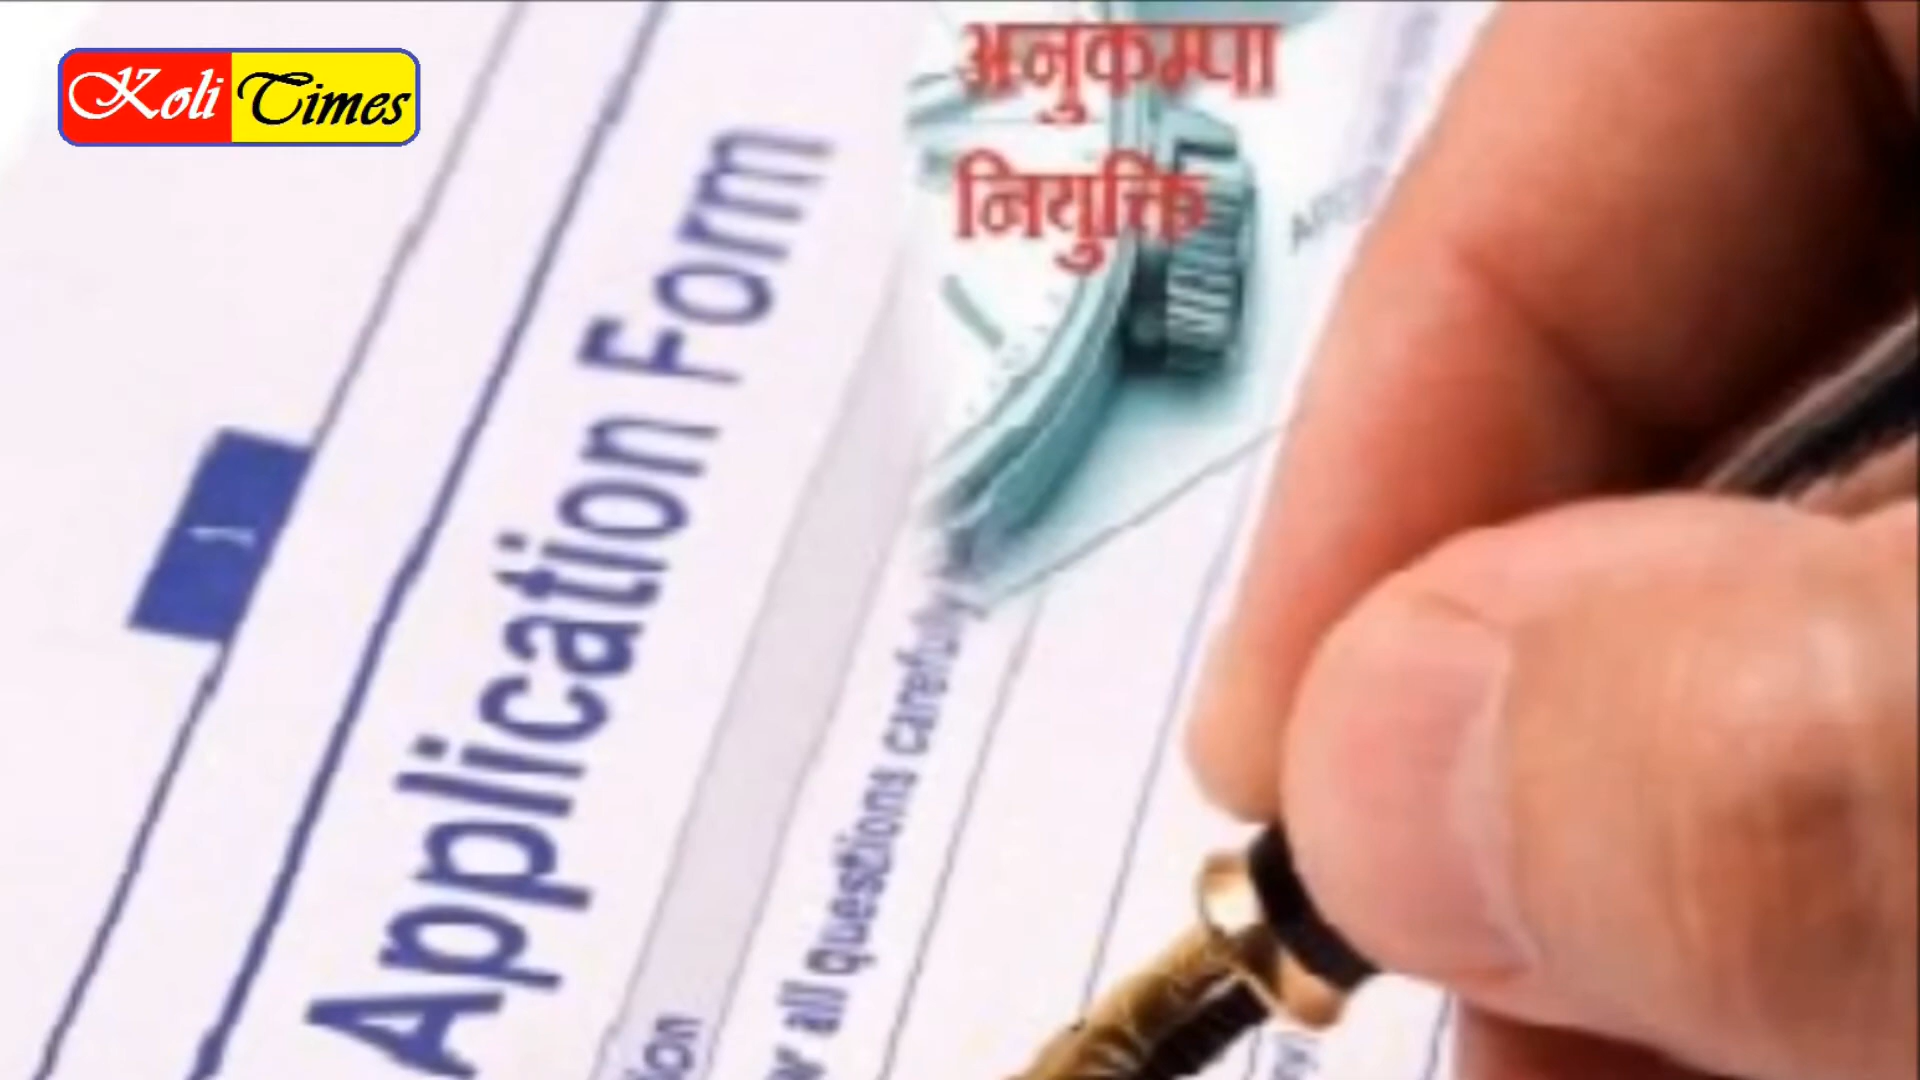 Koli Times
अनुकम्पा
नियुक्ति
Application Form
all questions carefully